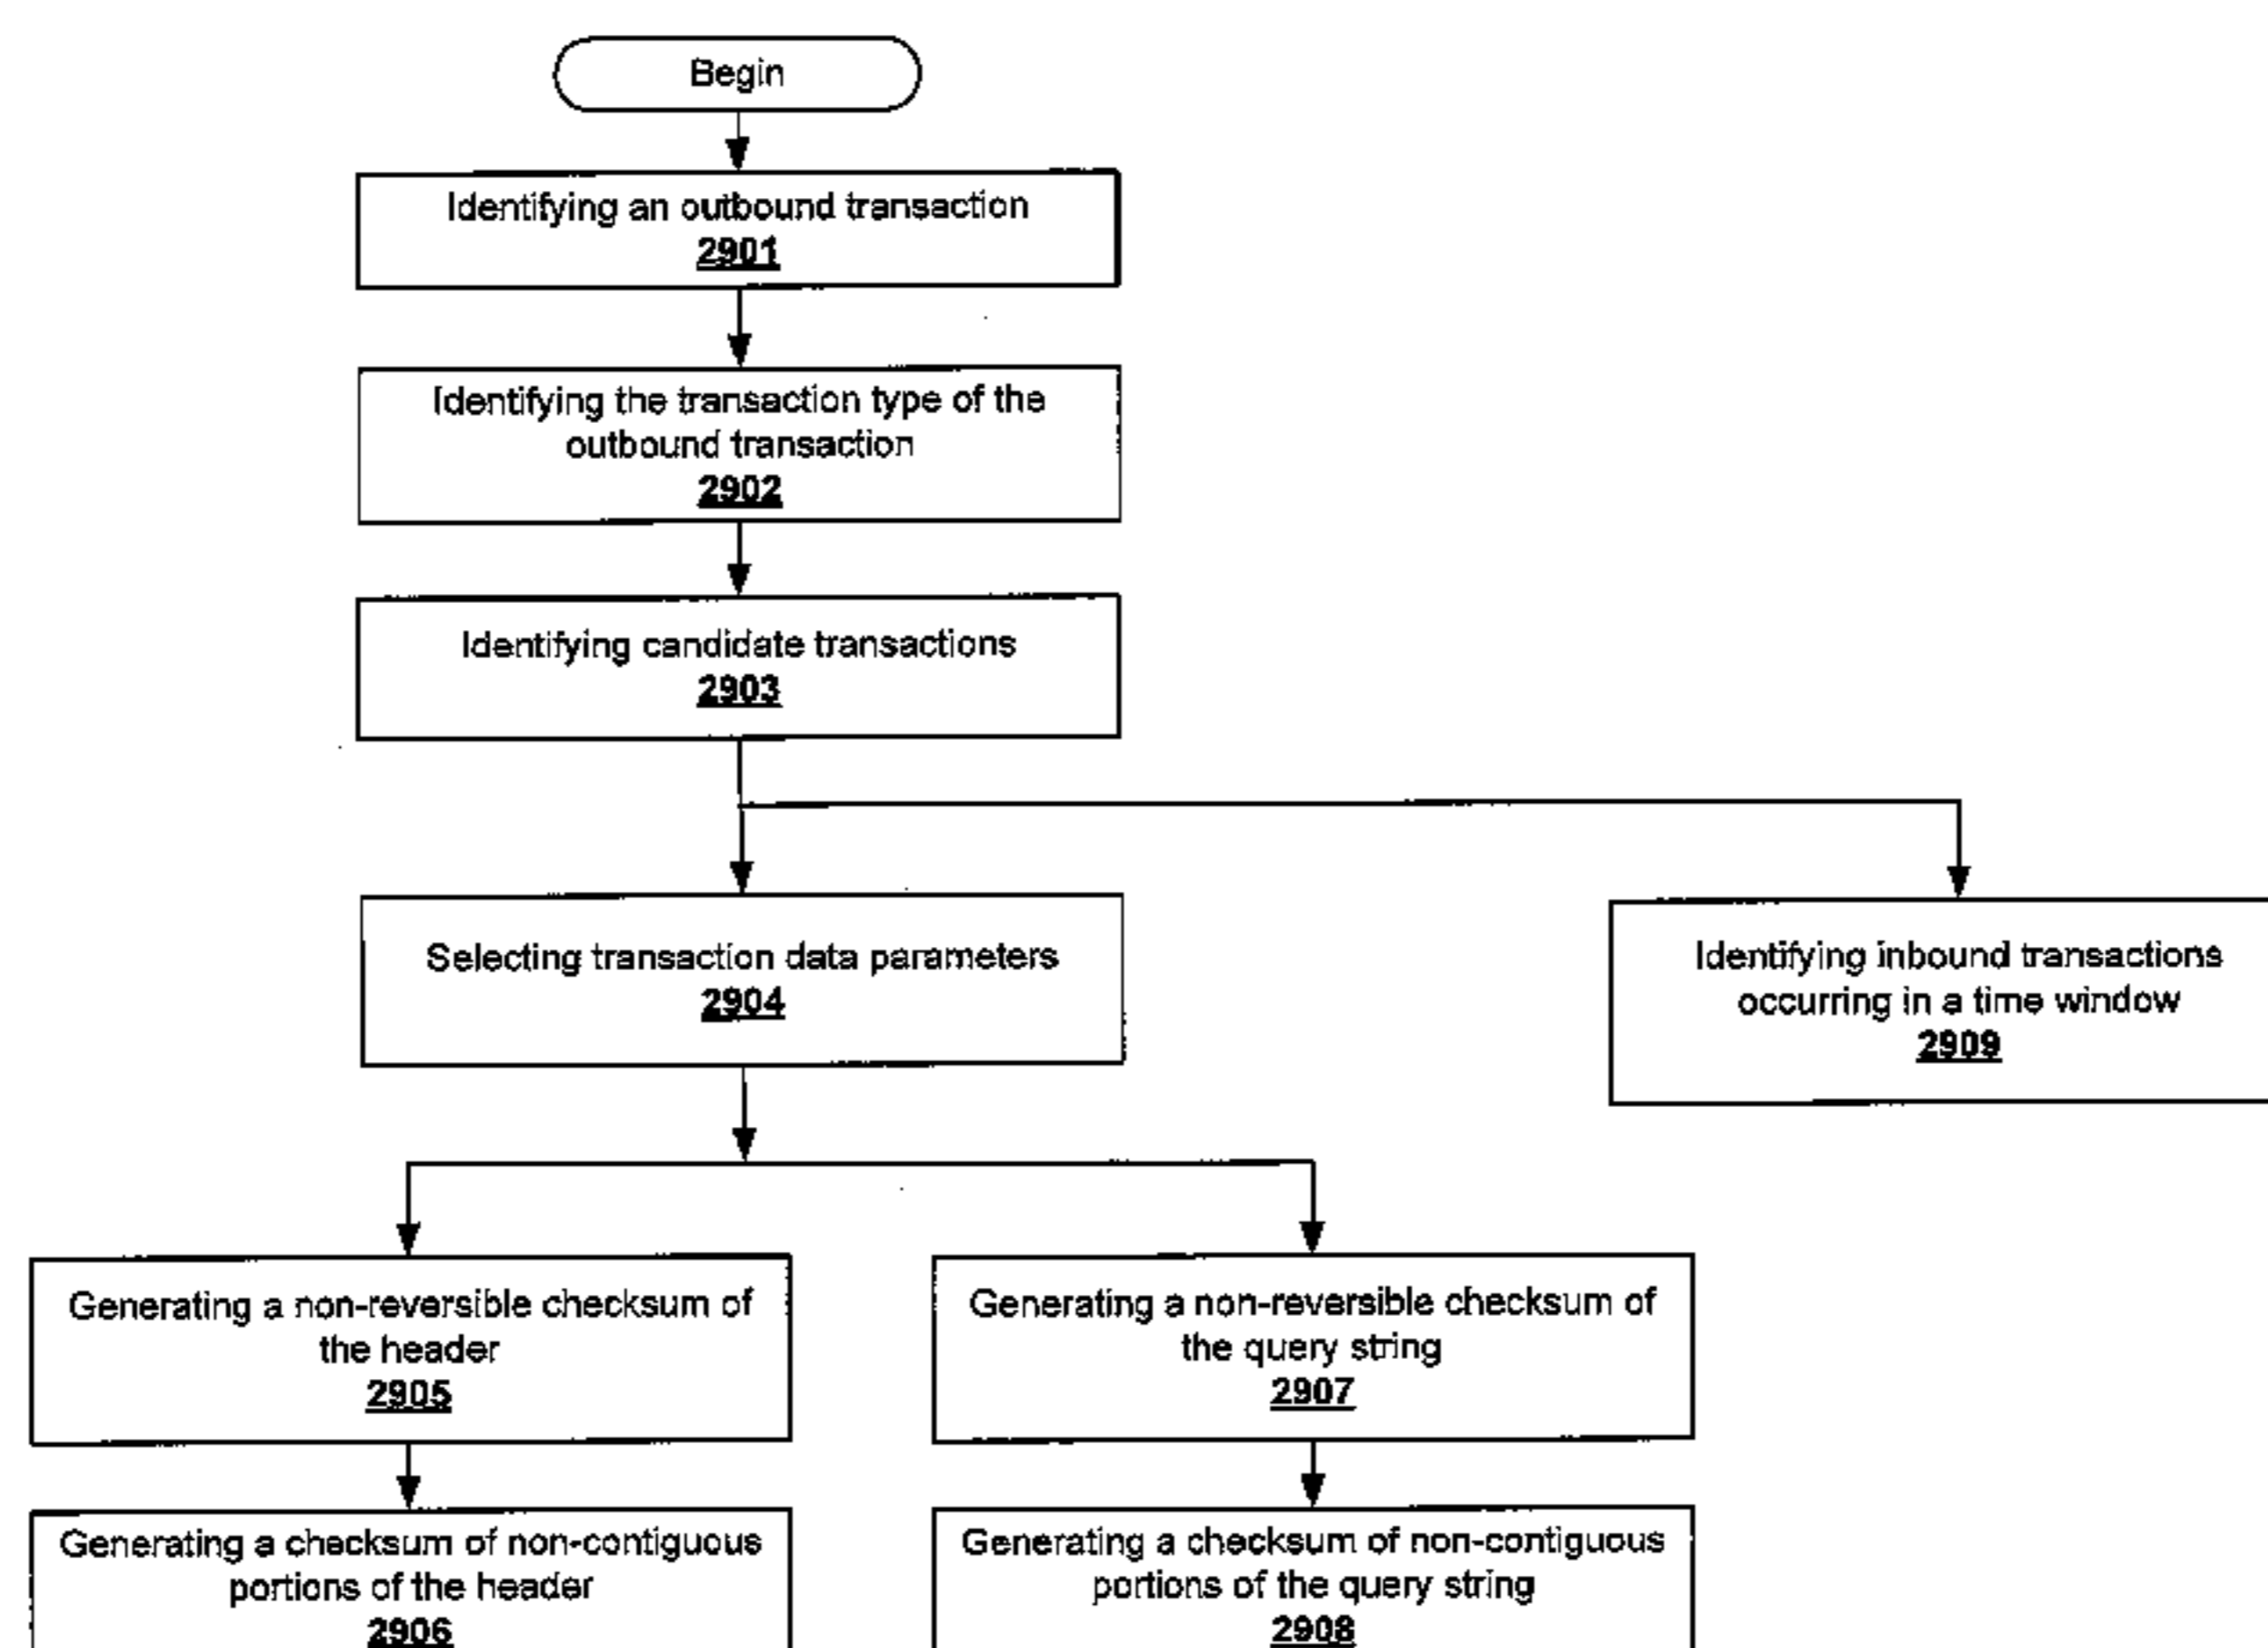 Begin
Identifying an outbound transaction
2901
Identifying the transaction type of the
outbound transaction
2902
Identifying candidate transactions
2903
Selecting transaction data parameters
2904
Identifying inbound transactions
occurring in a time window
2909
Generating a non-reversible checksum of
the header
2905
Generating a non-reversible checksum of
the query string
2907
Generating a checksum of non-contiguous
portions of the header
2906
Generating a checksum of non-contiguous
portions of the query string
2908